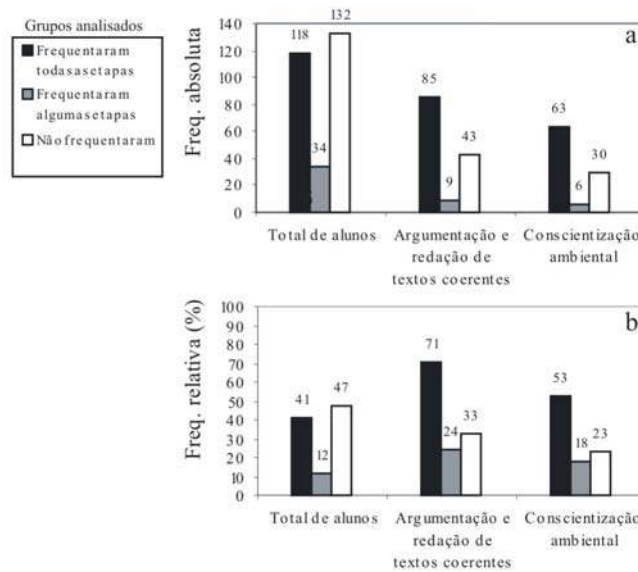 Grupos analisados
Frequentaram
todasasetapas
Frequentaram
algumasetapas
Não frequentaram
a
Freq. absoluta
140
120
100
80
60
40
20
0
118
34
132
85
9
43
63
6
30
Total de alunos
Argumentação e
redação de
textos coerentes
Conscientização
ambiental
b
Freq. relativa (%)
100
90
80
70
60
50
40
30
20
10
0
41
12
47
71
24
33
53
18
23
Total de alunos
Argumentação e
redação de
textos coerentes
Conscientização
ambiental